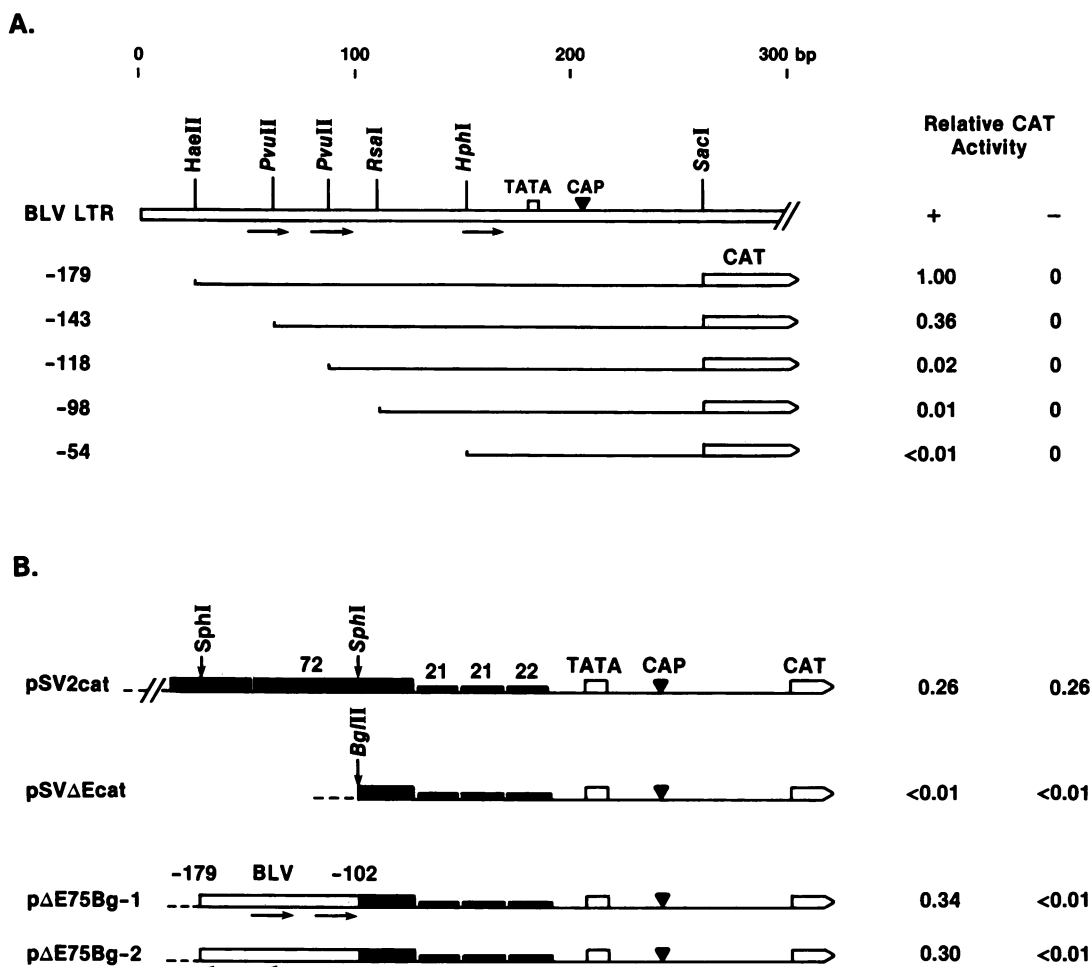 A.
0 100 200 300 bp
HaeII PvuII PvuII RsaI HphI SacI
Relative CAT
Activity
TATA CAP
BLV LTR + −
CAT
-179 1.00 0
-143 0.36 0
-118 0.02 0
-98 0.01 0
-54 <0.01 0
B.
SphI SphI
72 21 21 22 TATA CAP CAT
pSV2cat 0.26 0.26
BglII
pSVΔEcat <0.01 <0.01
-179 BLV -102
pΔE75Bg-1 0.34 <0.01
pΔE75Bg-2 0.30 <0.01